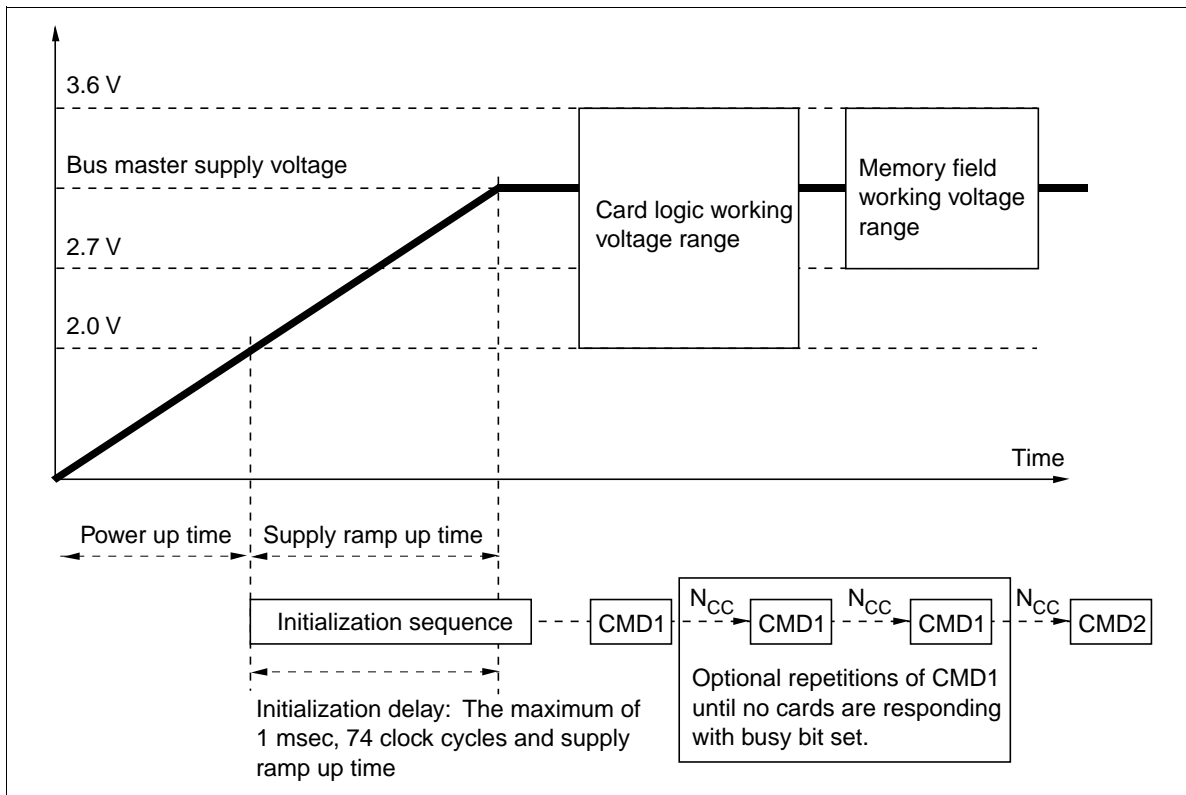 3.6 V
Bus master supply voltage
2.7 V
2.0 V
Card logic working
voltage range
Memory field
working voltage
range
Time
Power up time
Supply ramp up time
Initialization sequence
CMD1
NCC
CMD1
NCC
CMD1
NCC
CMD2
Optional repetitions of CMD1
until no cards are responding
with busy bit set.
Initialization delay: The maximum of
1 msec, 74 clock cycles and supply
ramp up time